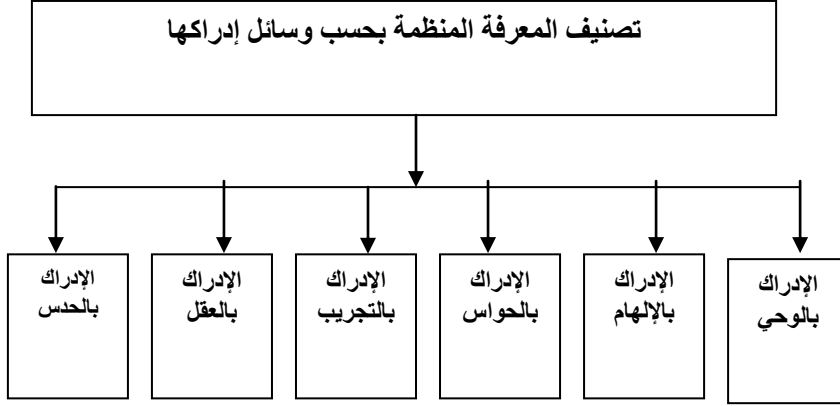 تصنيف المعرفة المنظمة بحسب وسائل إدراكها
الإدراك
بالوحي
الإدراك
بالإلهام
الإدراك
بالحواس
الإدراك
بالتجريب
الإدراك
بالعقل
الإدراك
بالحدس